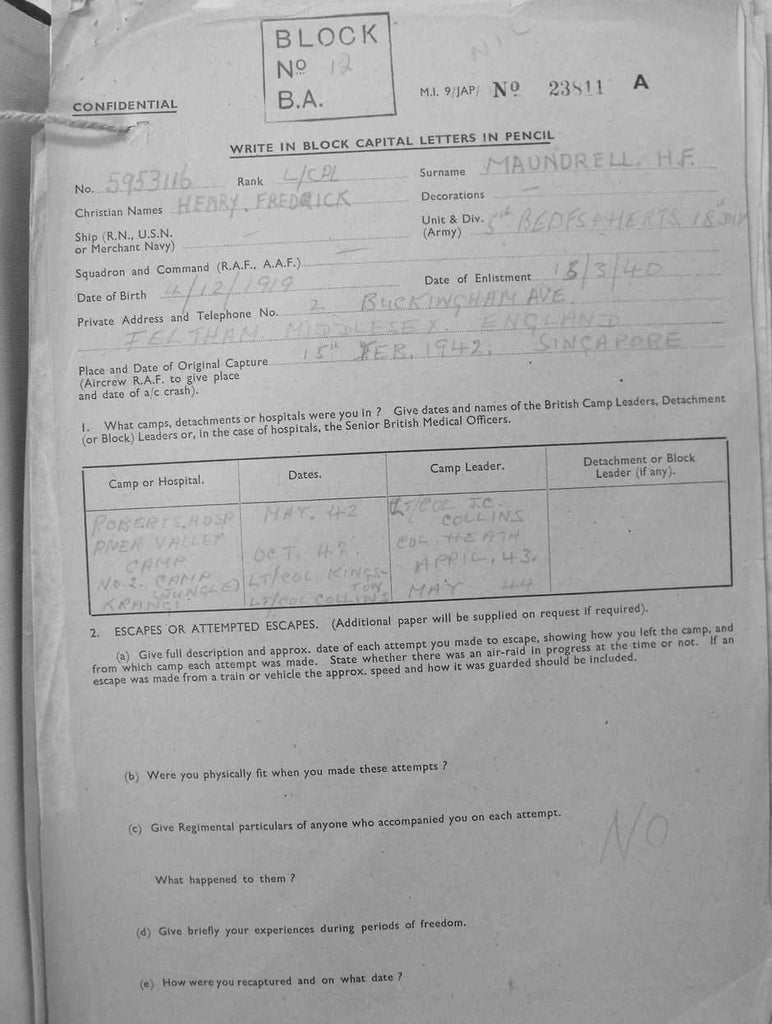 BLOCK
Nº 12
B.A.
NIL
M.I. 9/JAP/ Nº 23811 A
CONFIDENTIAL
WRITE IN BLOCK CAPITAL LETTERS IN PENCIL
No. 5953116 Rank L/CPL Surname MAUNDRELL. H.F.
Christian Names HENRY. FREDRICK Decorations —
Ship (R.N., U.S.N. or Merchant Navy) — Unit & Div. (Army) 5th BEDFS & HERTS. 18 DIV
Squadron and Command (R.A.F., A.A.F.) —
Date of Birth 4/12/1919 Date of Enlistment 15/3/40
Private Address and Telephone No. 2 BUCKINGHAM AVE.
FELTHAM MIDDLESEX. ENGLAND
Place and Date of Original Capture 15th FEB. 1942. SINGAPORE
(Aircrew R.A.F. to give place
and date of a/c crash).
1. What camps, detachments or hospitals were you in ? Give dates and names of the British Camp Leaders, Detachment
(or Block) Leaders or, in the case of hospitals, the Senior British Medical Officers.
Camp or Hospital. Dates. Camp Leader. Detachment or Block Leader (if any).
ROBERTS. HOSP MAY. 42 LT/COL J.C. COLLINS
RIVER VALLEY CAMP OCT. 42. COL. HEATH
NO. 2. CAMP (JUNGLE) LT/COL KINGSTON APRIL. 43.
KRANGI LT/COL COLLINS MAY 44
2. ESCAPES OR ATTEMPTED ESCAPES. (Additional paper will be supplied on request if required).
(a) Give full description and approx. date of each attempt you made to escape, showing how you left the camp, and
from which camp each attempt was made. State whether there was an air-raid in progress at the time or not. If an
escape was made from a train or vehicle the approx. speed and how it was guarded should be included.
(b) Were you physically fit when you made these attempts ?
(c) Give Regimental particulars of anyone who accompanied you on each attempt.
NO
What happened to them ?
(d) Give briefly your experiences during periods of freedom.
(e) How were you recaptured and on what date ?